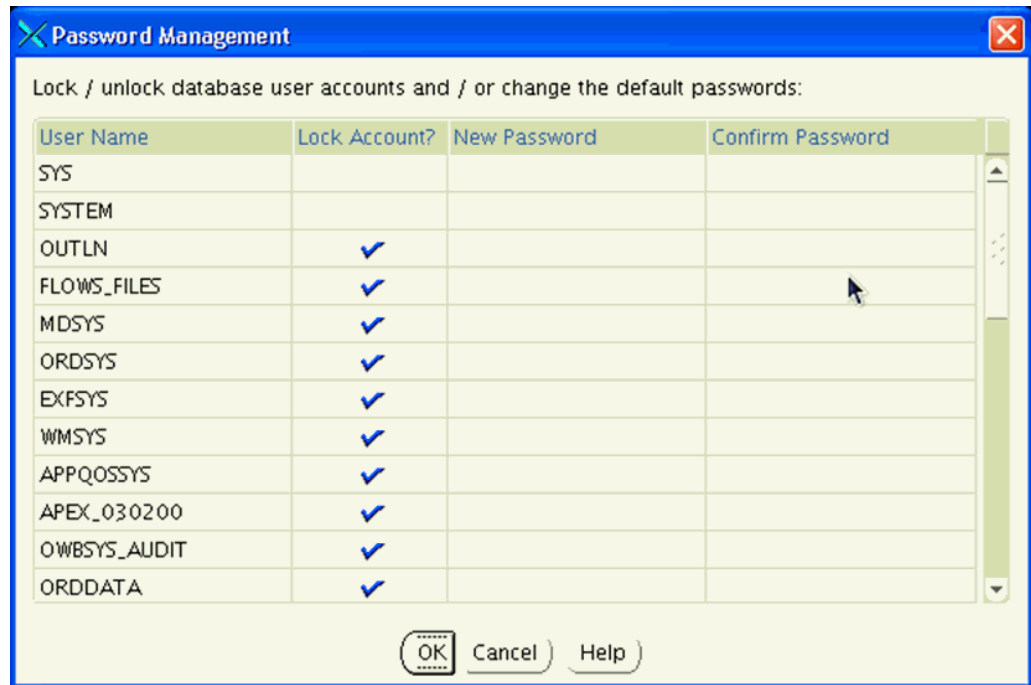 Password Management
Lock / unlock database user accounts and / or change the default passwords:
User Name Lock Account? New Password Confirm Password
SYS
SYSTEM
OUTLN
FLOWS_FILES
MDSYS
ORDSYS
EXFSYS
WMSYS
APPQOSSYS
APEX_030200
OWBSYS_AUDIT
ORDDATA
OK Cancel Help